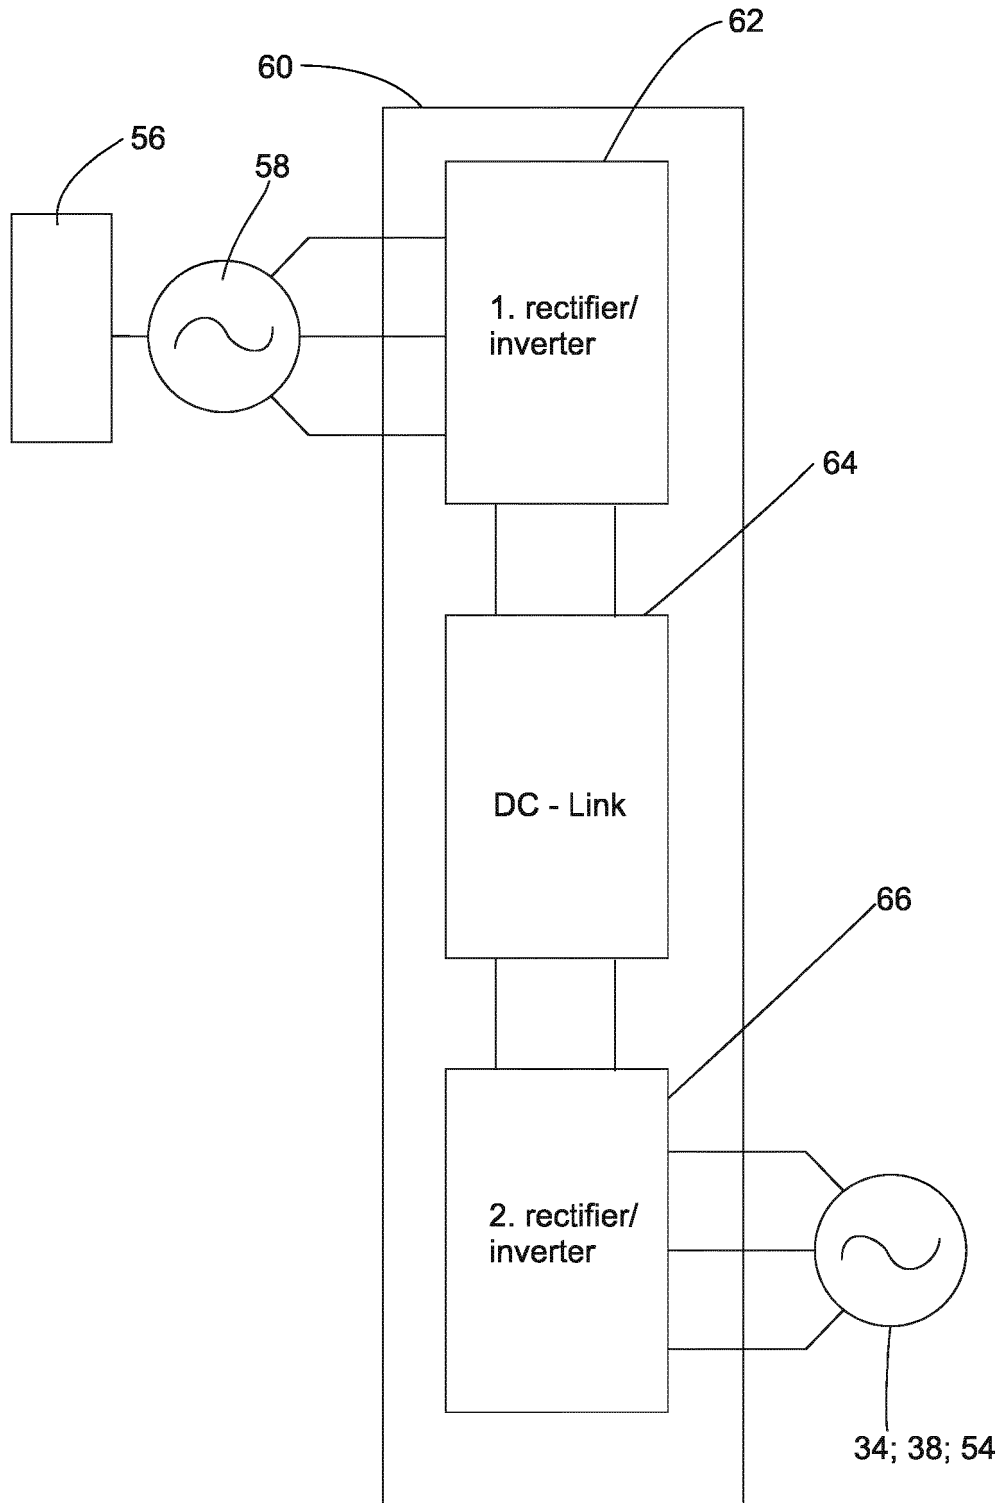 62
60
56
58
1. rectifier/
inverter
64
DC - Link
66
2. rectifier/
inverter
34; 38; 54